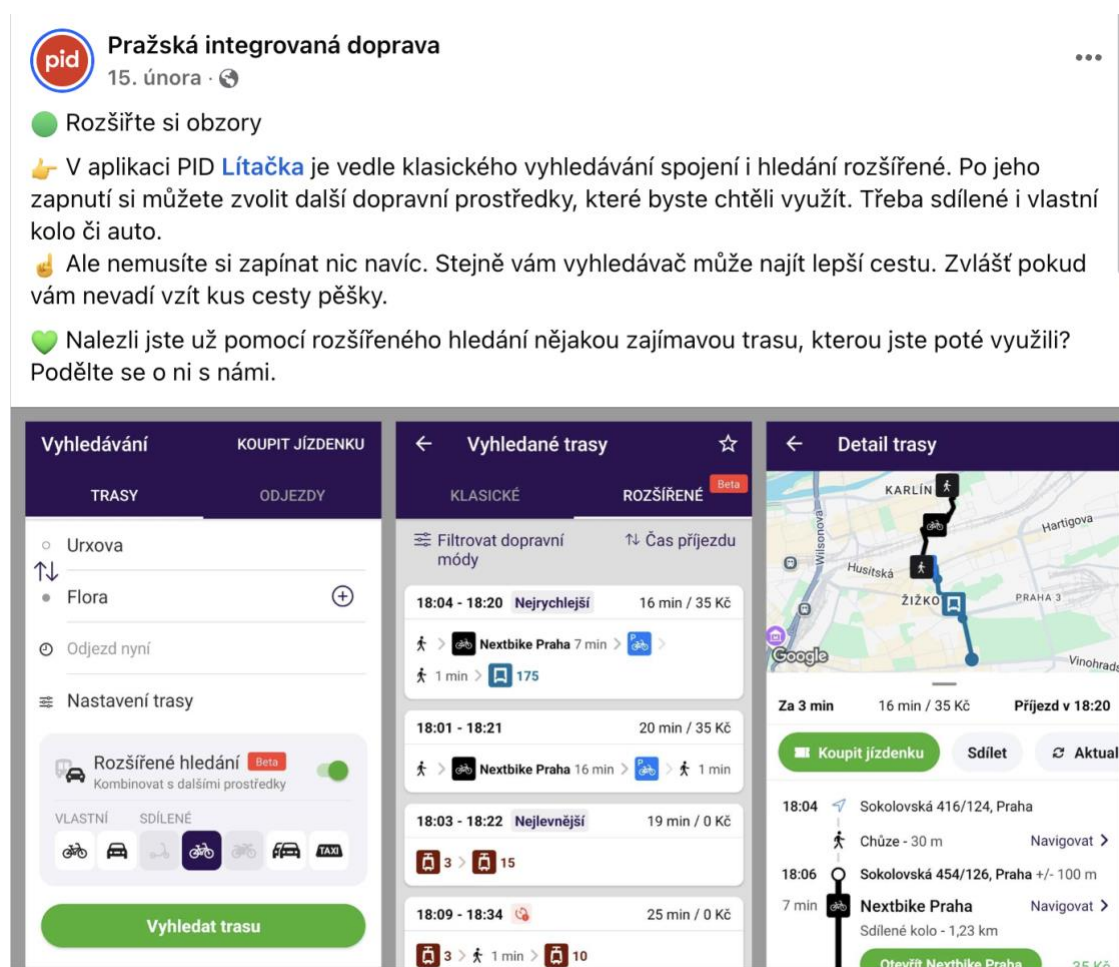 pid
Pražská integrovaná doprava
15. února ·
Rozšiřte si obzory
V aplikaci PID Lítačka je vedle klasického vyhledávání spojení i hledání rozšířené. Po jeho
zapnutí si můžete zvolit další dopravní prostředky, které byste chtěli využít. Třeba sdílené i vlastní
kolo či auto.
Ale nemusíte si zapínat nic navíc. Stejně vám vyhledávač může najít lepší cestu. Zvlášť pokud
vám nevadí vzít kus cesty pěšky.
Nalezli jste už pomocí rozšířeného hledání nějakou zajímavou trasu, kterou jste poté využili?
Podělte se o ni s námi.
Vyhledávání KOUPIT JÍZDENKU
TRASY ODJEZDY
Urxova
Flora
Odjezd nyní
Nastavení trasy
Rozšířené hledání Beta
Kombinovat s dalšími prostředky
VLASTNÍ SDÍLENÉ
TAXI
Vyhledat trasu
Vyhledané trasy
KLASICKÉ ROZŠÍŘENÉ Beta
Filtrovat dopravní módy
Čas příjezdu
18:04 - 18:20 Nejrychlejší 16 min / 35 Kč
Nextbike Praha 7 min > P >
1 min > 175
18:01 - 18:21 20 min / 35 Kč
Nextbike Praha 16 min > P > 1 min
18:03 - 18:22 Nejlevnější 19 min / 0 Kč
3 > 15
18:09 - 18:34 25 min / 0 Kč
3 > 1 min > 10
Detail trasy
KARLÍN
Wilsonova
Hartigova
Husitská
ŽIŽKO
PRAHA 3
Google
Vinohrads
Za 3 min 16 min / 35 Kč Příjezd v 18:20
Koupit jízdenku Sdílet Aktual
18:04 Sokolovská 416/124, Praha
Chůze - 30 m Navigovat >
18:06 Sokolovská 454/126, Praha +/- 100 m
7 min Nextbike Praha Navigovat >
Sdílené kolo - 1,23 km
Otevřít Nextbike Praha 35 Kč